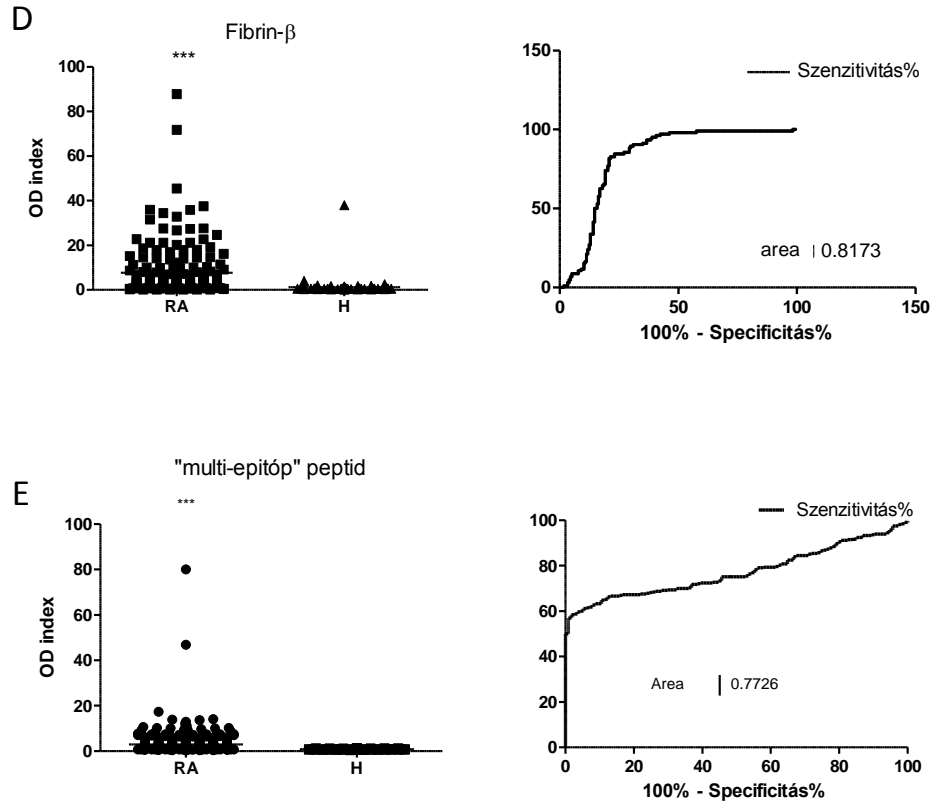 D
Fibrin-β
***
100
80
60
40
20
0
OD index
RA
H
150
100
50
0
Szenzitivitás%
area | 0.8173
0
50
100
150
100% - Specificitás%
"multi-epitóp" peptid
E
***
100
80
60
40
20
0
OD index
RA
H
Szenzitivitás%
100
80
60
40
20
0
Area | 0.7726
0
20
40
60
80
100
100% - Specificitás%